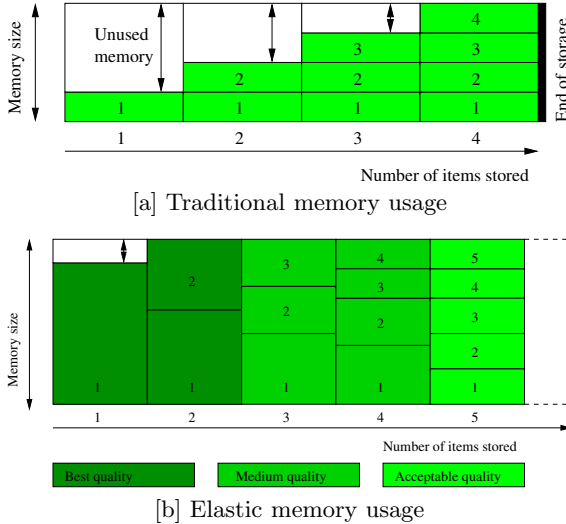 Memory size
Unused
memory
4
3 3
2 2 2
1 1 1 1
End of storage
1 2 3 4
Number of items stored
[a] Traditional memory usage
Memory size
3 4 5
2 3 4
2 2 3
2
1 1 1 1 1
1 2 3 4 5
Number of items stored
Best quality Medium quality Acceptable quality
[b] Elastic memory usage